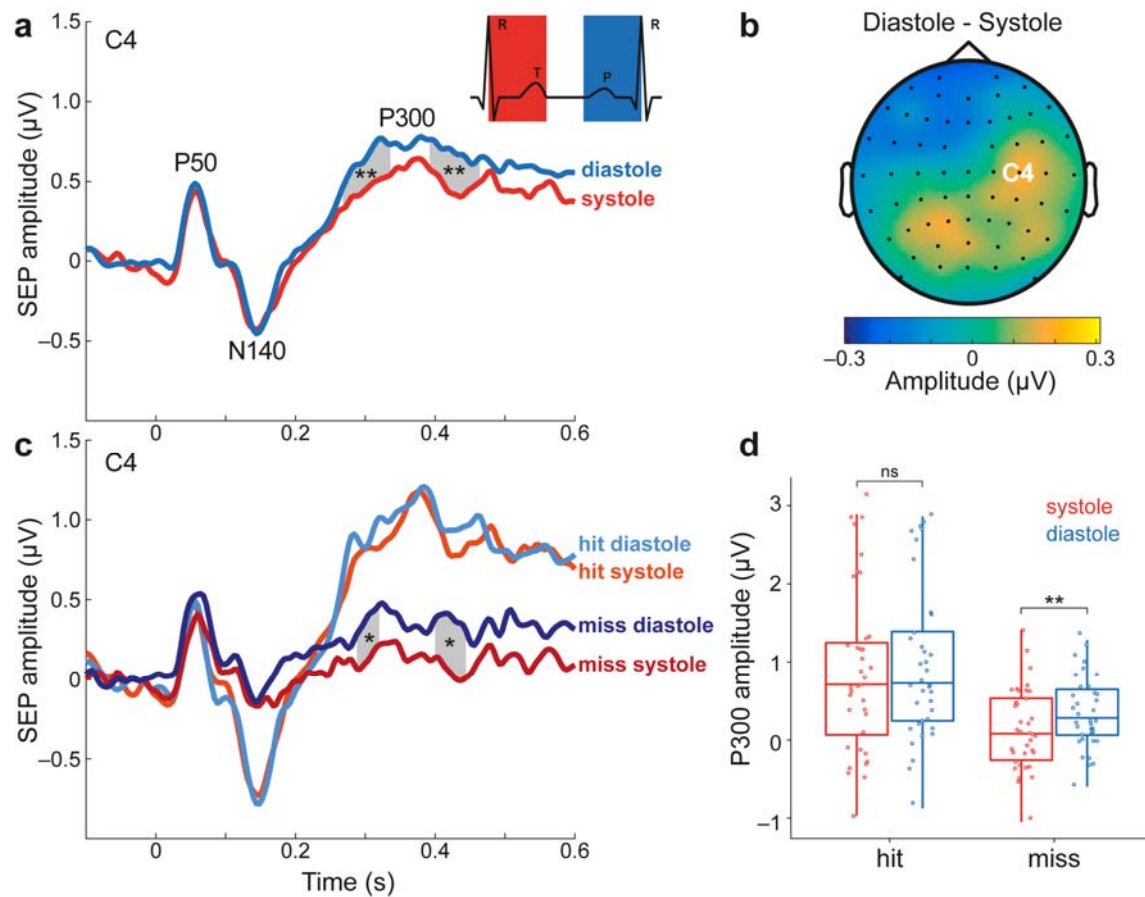 a
C4
R
T
P
R
P300
P50
N140
**
**
diastole
systole
SEP amplitude (µV)
1.5
1.0
0.5
0
−0.5
0
0.2
0.4
0.6
b
Diastole - Systole
C4
−0.3
0
0.3
Amplitude (µV)
c
C4
SEP amplitude (µV)
1.5
1.0
0.5
0
−0.5
hit diastole
hit systole
miss diastole
miss systole
*
*
0
0.2
0.4
0.6
Time (s)
d
ns
systole
diastole
**
P300 amplitude (µV)
3
2
1
0
−1
hit
miss